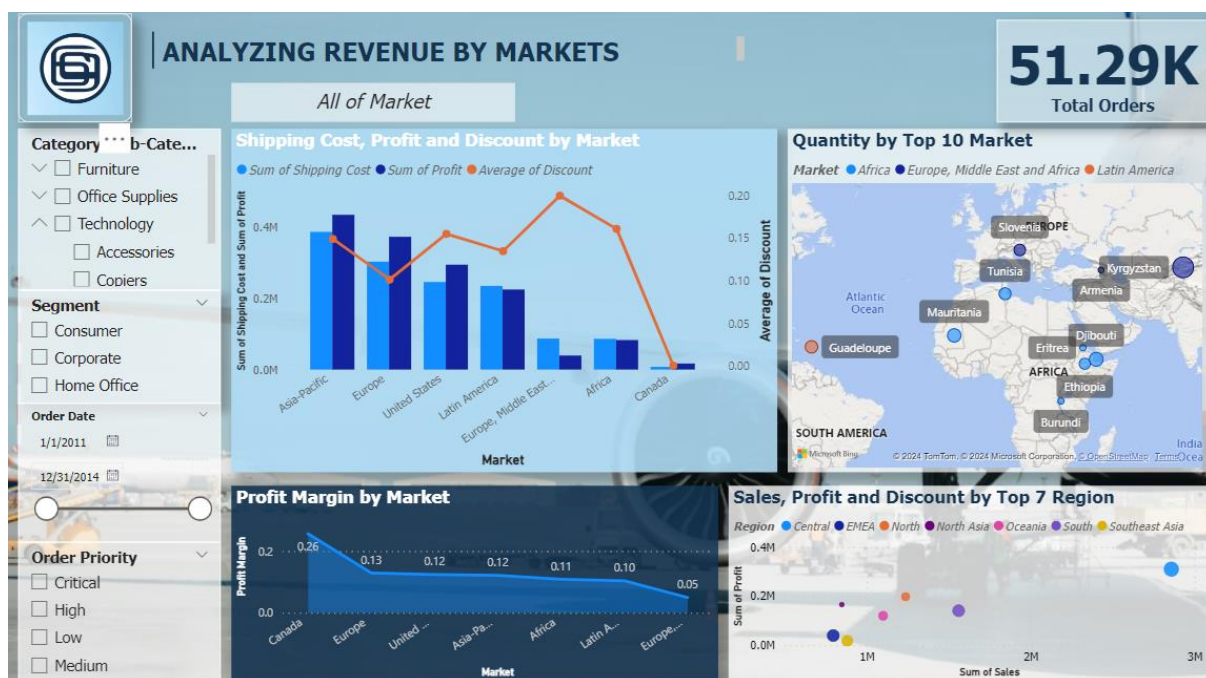 ANALYZING REVENUE BY MARKETS
All of Market
51.29K
Total Orders
Category
b-Cate...
Furniture
Office Supplies
Technology
Accessories
Copiers
Segment
Consumer
Corporate
Home Office
Order Date
1/1/2011
12/31/2014
Order Priority
Critical
High
Low
Medium
Shipping Cost, Profit and Discount by Market
Sum of Shipping Cost Sum of Profit Average of Discount
Sum of Shipping Cost and Sum of Profit
0.4M
0.2M
0.0M
0.20
0.15
0.10
0.05
0.00
Average of Discount
Asia-Pacific
Europe
United States
Latin America
Europe, Middle East...
Africa
Canada
Market
Quantity by Top 10 Market
Market Africa Europe, Middle East and Africa Latin America
Slovenia
EUROPE
Tunisia
Kyrgyzstan
Armenia
Atlantic
Ocean
Mauritania
Guadeloupe
Djibouti
Eritrea
AFRICA
Ethiopia
Burundi
SOUTH AMERICA
India
Ocea
Microsoft Bing
© 2024 TomTom, © 2024 Microsoft Corporation, © OpenStreetMap Terms
Profit Margin by Market
Profit Margin
0.2
0.0
0.26
0.13
0.12
0.12
0.11
0.10
0.05
Canada
Europe
United ...
Asia-Pa...
Africa
Latin A...
Europe,...
Market
Sales, Profit and Discount by Top 7 Region
Region Central EMEA North North Asia Oceania South Southeast Asia
Sum of Profit
0.4M
0.2M
0.0M
1M
2M
3M
Sum of Sales